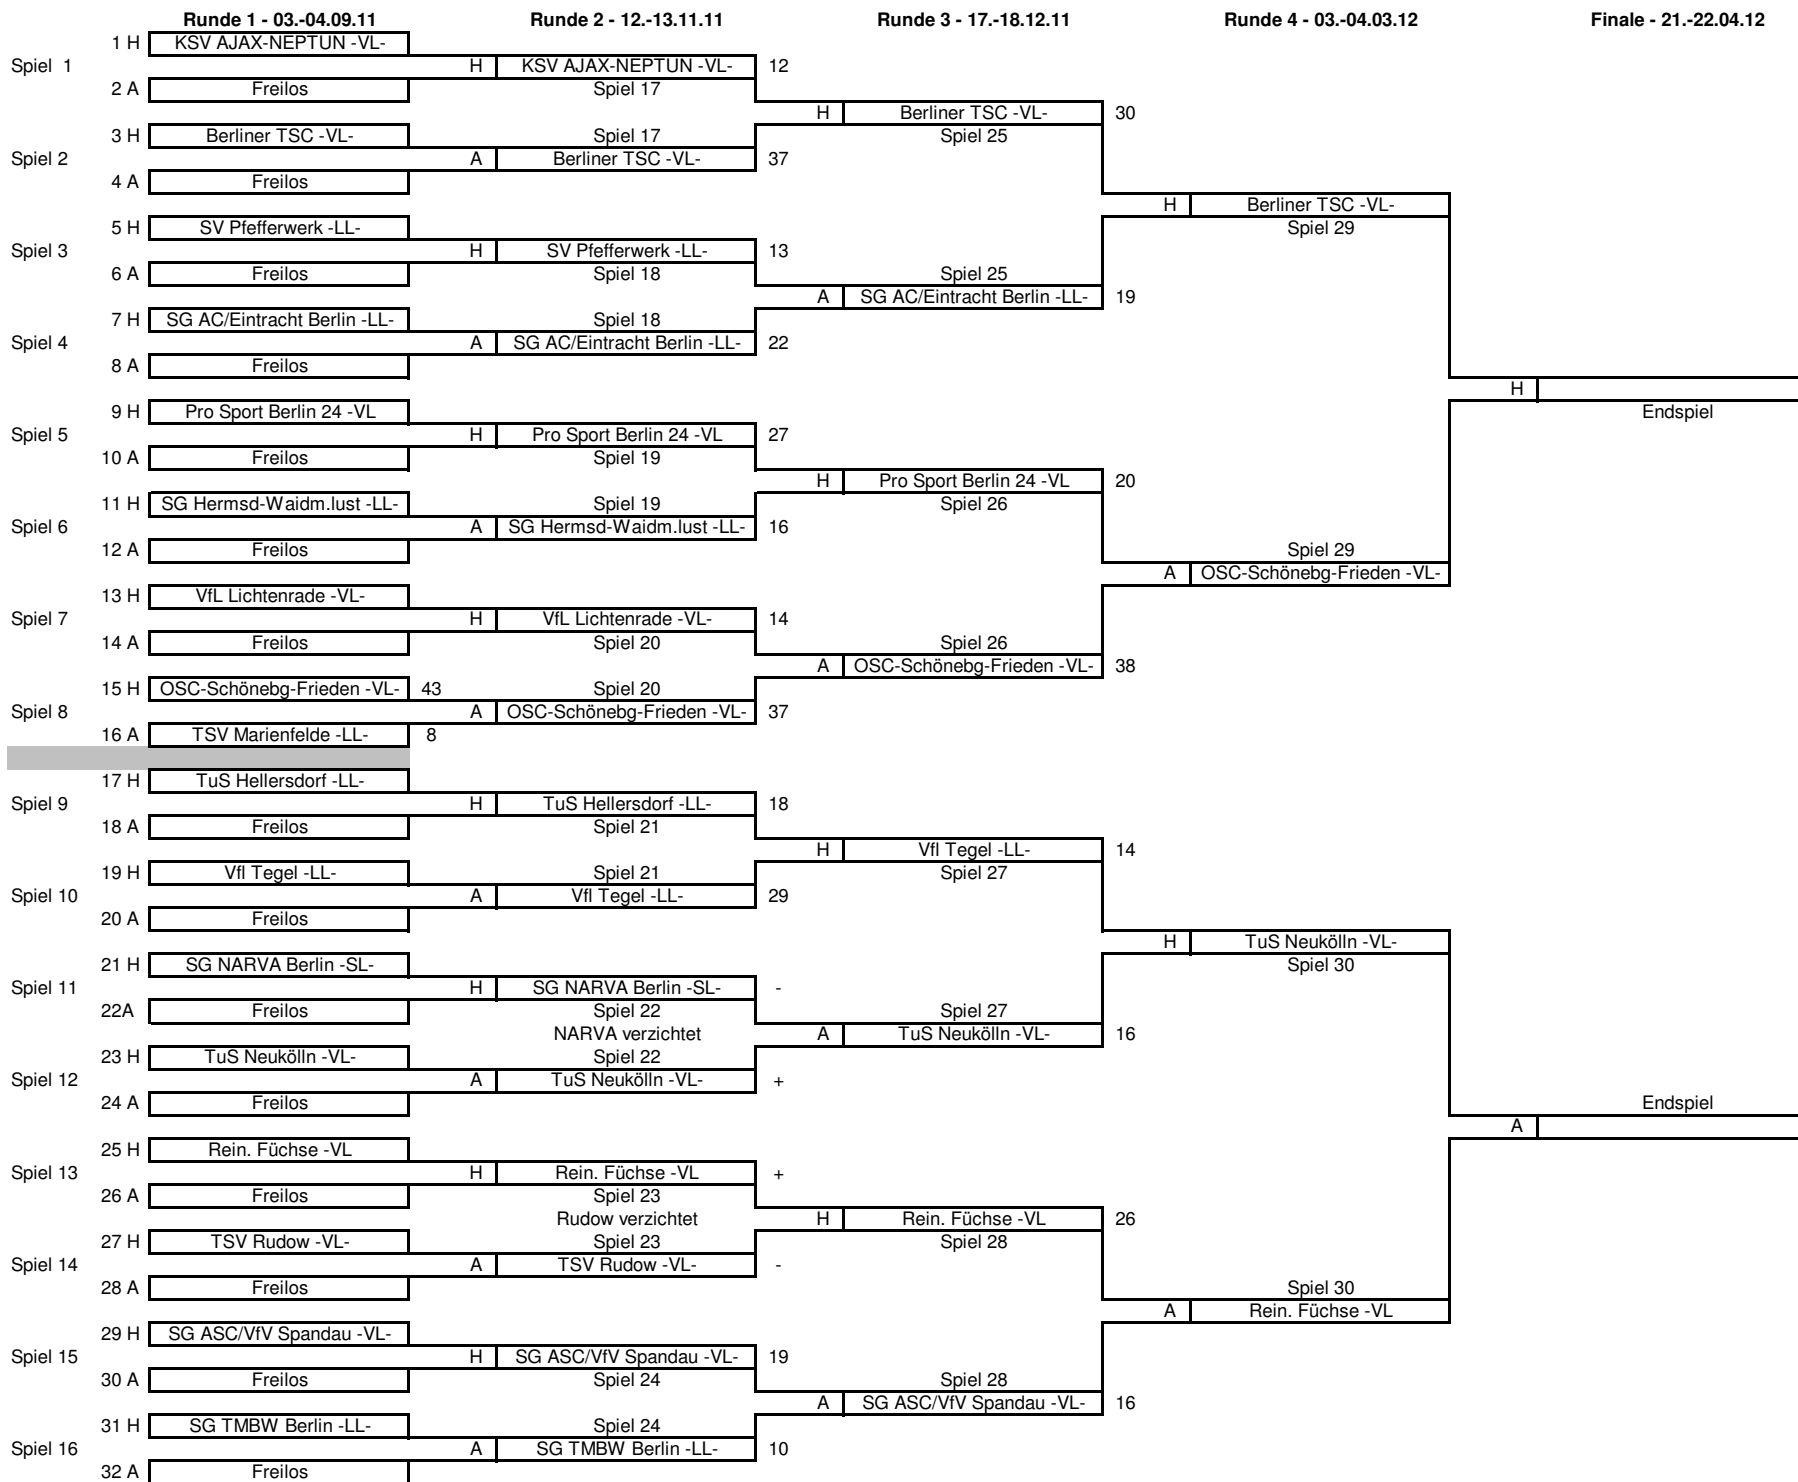 Runde 1 - 03.-04.09.11 Runde 2 - 12.-13.11.11 Runde 3 - 17.-18.12.11 Runde 4 - 03.-04.03.12 Finale - 21.-22.04.12
1 H KSV AJAX-NEPTUN -VL-
Spiel 1 H KSV AJAX-NEPTUN -VL- 12
2 A Freilos Spiel 17
H Berliner TSC -VL- 30
3 H Berliner TSC -VL- Spiel 17 Spiel 25
Spiel 2 A Berliner TSC -VL- 37
4 A Freilos
H Berliner TSC -VL-
5 H SV Pfefferwerk -LL- Spiel 29
Spiel 3 H SV Pfefferwerk -LL- 13
6 A Freilos Spiel 18 Spiel 25
A SG AC/Eintracht Berlin -LL- 19
7 H SG AC/Eintracht Berlin -LL- Spiel 18
Spiel 4 A SG AC/Eintracht Berlin -LL- 22
8 A Freilos
H
9 H Pro Sport Berlin 24 -VL Endspiel
Spiel 5 H Pro Sport Berlin 24 -VL 27
10 A Freilos Spiel 19
H Pro Sport Berlin 24 -VL 20
11 H SG Hermsd-Waidm.lust -LL- Spiel 19 Spiel 26
Spiel 6 A SG Hermsd-Waidm.lust -LL- 16
12 A Freilos Spiel 29
A OSC-Schönebg-Frieden -VL-
13 H VfL Lichtenrade -VL-
Spiel 7 H VfL Lichtenrade -VL- 14
14 A Freilos Spiel 20 Spiel 26
A OSC-Schönebg-Frieden -VL- 38
15 H OSC-Schönebg-Frieden -VL- 43 Spiel 20
Spiel 8 A OSC-Schönebg-Frieden -VL- 37
16 A TSV Marienfelde -LL- 8
17 H TuS Hellersdorf -LL-
Spiel 9 H TuS Hellersdorf -LL- 18
18 A Freilos Spiel 21
H Vfl Tegel -LL- 14
19 H Vfl Tegel -LL- Spiel 21 Spiel 27
Spiel 10 A Vfl Tegel -LL- 29
20 A Freilos
H TuS Neukölln -VL-
21 H SG NARVA Berlin -SL- Spiel 30
Spiel 11 H SG NARVA Berlin -SL- -
22A Freilos Spiel 22 Spiel 27
NARVA verzichtet A TuS Neukölln -VL- 16
23 H TuS Neukölln -VL- Spiel 22
Spiel 12 A TuS Neukölln -VL- +
24 A Freilos Endspiel
A
25 H Rein. Füchse -VL
Spiel 13 H Rein. Füchse -VL +
26 A Freilos Spiel 23
Rudow verzichtet H Rein. Füchse -VL 26
27 H TSV Rudow -VL- Spiel 23 Spiel 28
Spiel 14 A TSV Rudow -VL- -
28 A Freilos Spiel 30
A Rein. Füchse -VL
29 H SG ASC/VfV Spandau -VL-
Spiel 15 H SG ASC/VfV Spandau -VL- 19
30 A Freilos Spiel 24 Spiel 28
A SG ASC/VfV Spandau -VL- 16
31 H SG TMBW Berlin -LL- Spiel 24
Spiel 16 A SG TMBW Berlin -LL- 10
32 A Freilos